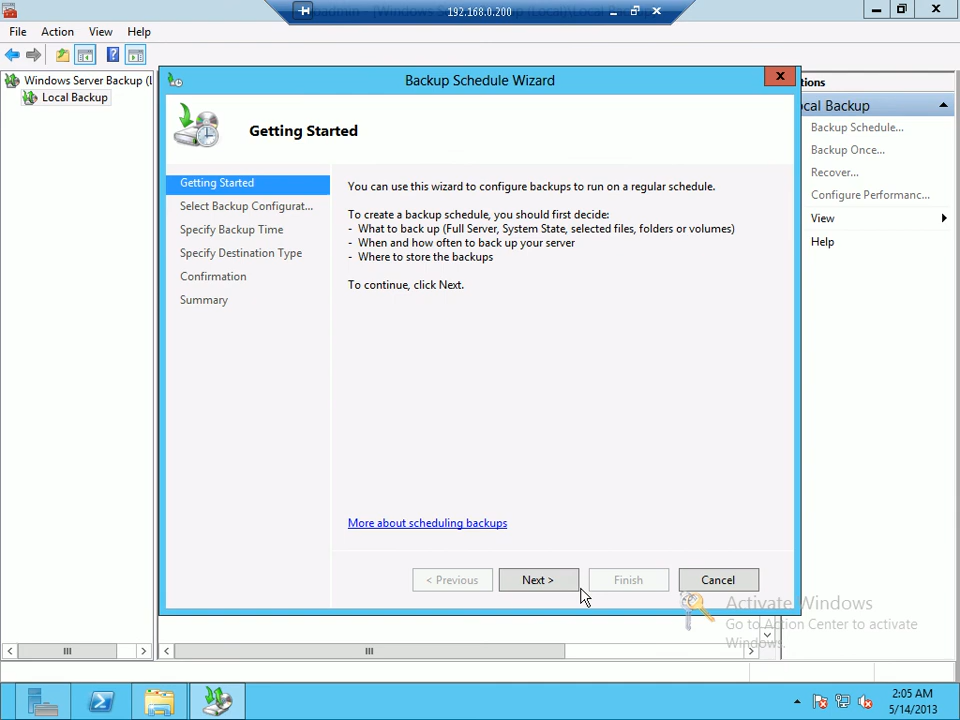 192.168.0.200
File Action View Help
Windows Server Backup (L
Local Backup
Backup Schedule Wizard
Getting Started
Getting Started
Select Backup Configurat...
Specify Backup Time
Specify Destination Type
Confirmation
Summary
You can use this wizard to configure backups to run on a regular schedule.
To create a backup schedule, you should first decide:
- What to back up (Full Server, System State, selected files, folders or volumes)
- When and how often to back up your server
- Where to store the backups
To continue, click Next.
More about scheduling backups
< Previous
Next >
Finish
Cancel
tions
ocal Backup
Backup Schedule...
Backup Once...
Recover...
Configure Performanc...
View
Help
Activate Windows
Go to Action Center to activate
Windows.
2:05 AM
5/14/2013